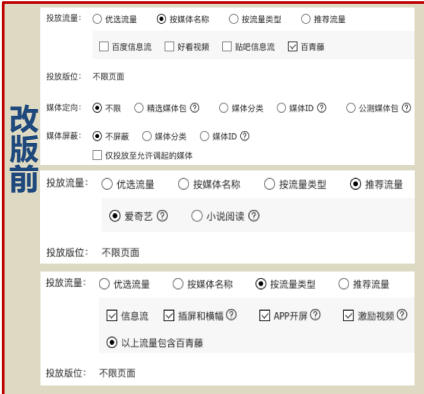 改版前
投放流量： 优选流量 按媒体名称 按流量类型 推荐流量
百度信息流 好看视频 贴吧信息流 百青藤
投放版位： 不限页面
媒体定向： 不限 精选媒体包 ? 媒体分类 媒体ID ? 公测媒体包 ?
媒体屏蔽： 不屏蔽 媒体分类 媒体ID ?
仅投放至允许调起的媒体
投放流量： 优选流量 按媒体名称 按流量类型 推荐流量
爱奇艺 ? 小说阅读 ?
投放版位： 不限页面
投放流量： 优选流量 按媒体名称 按流量类型 推荐流量
信息流 插屏和横幅 ? APP开屏 ? 激励视频 ?
以上流量包含百青藤
投放版位： 不限页面